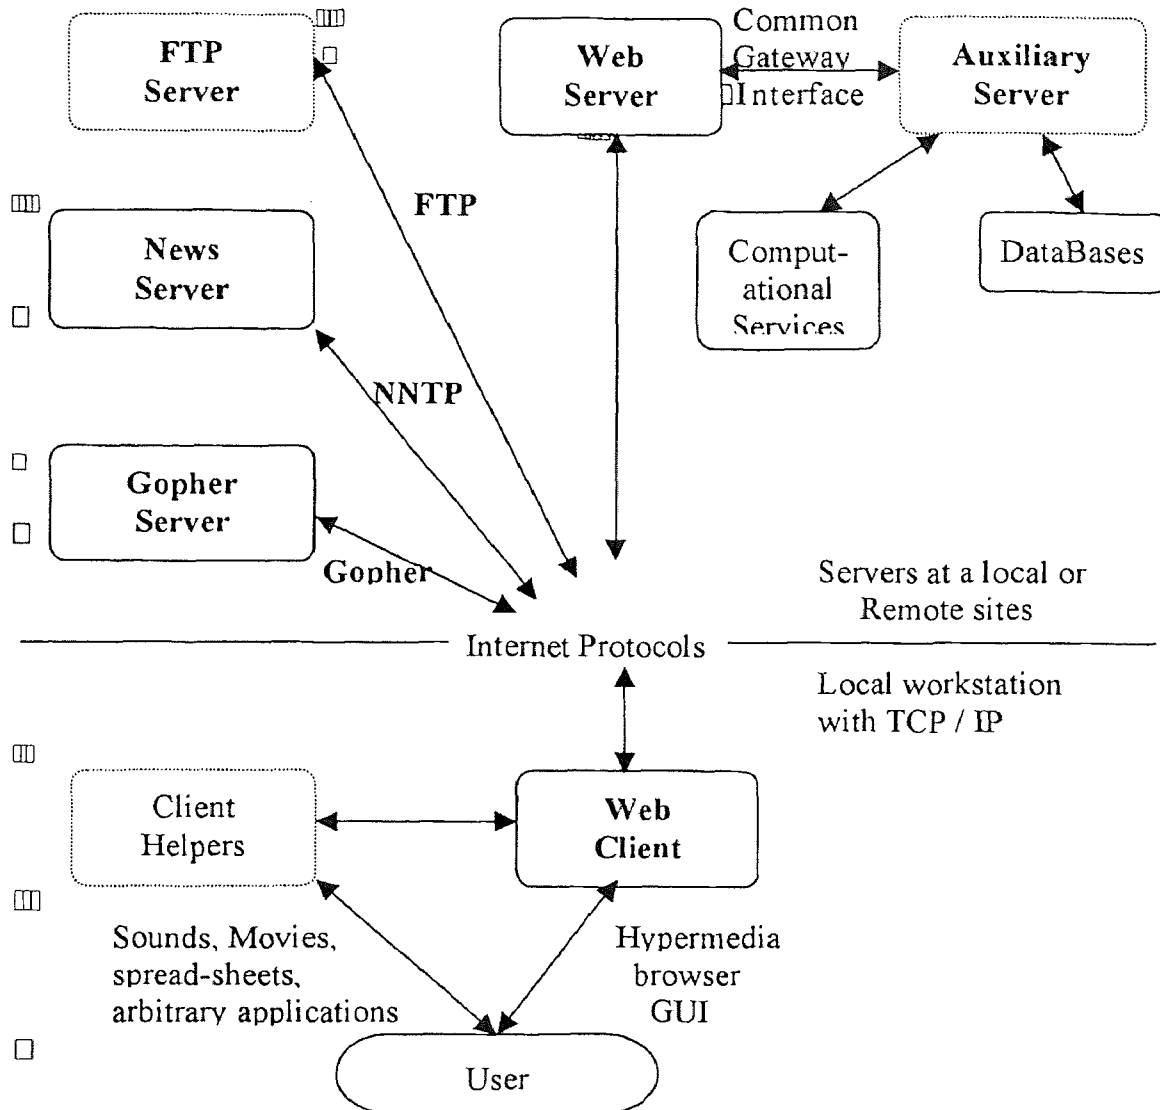 FTP
Server
Web
Server
Common
Gateway
Interface
Auxiliary
Server
FTP
News
Server
Comput-
ational
Services
DataBases
NNTP
Gopher
Server
Gopher
Servers at a local or
Remote sites
Internet Protocols
Local workstation
with TCP / IP
Client
Helpers
Web
Client
Sounds, Movies,
spread-sheets,
arbitrary applications
Hypermedia
browser
GUI
User